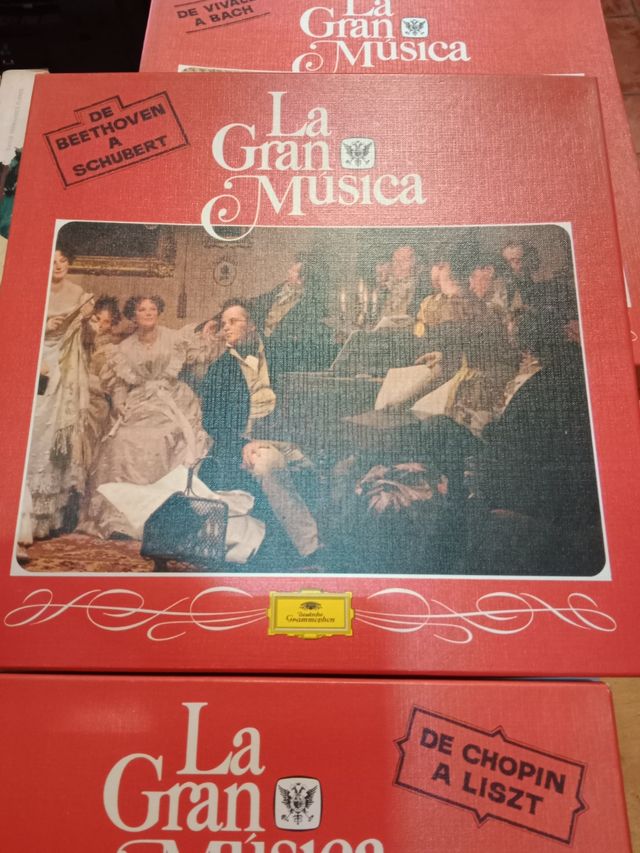 DE VIVALDI
A BACH
La
Gran
Música
DE
BEETHOVEN
A
SCHUBERT
La
Gran
Música
Deutsche
Grammophon
La
Gran
Música
DE CHOPIN
A LISZT